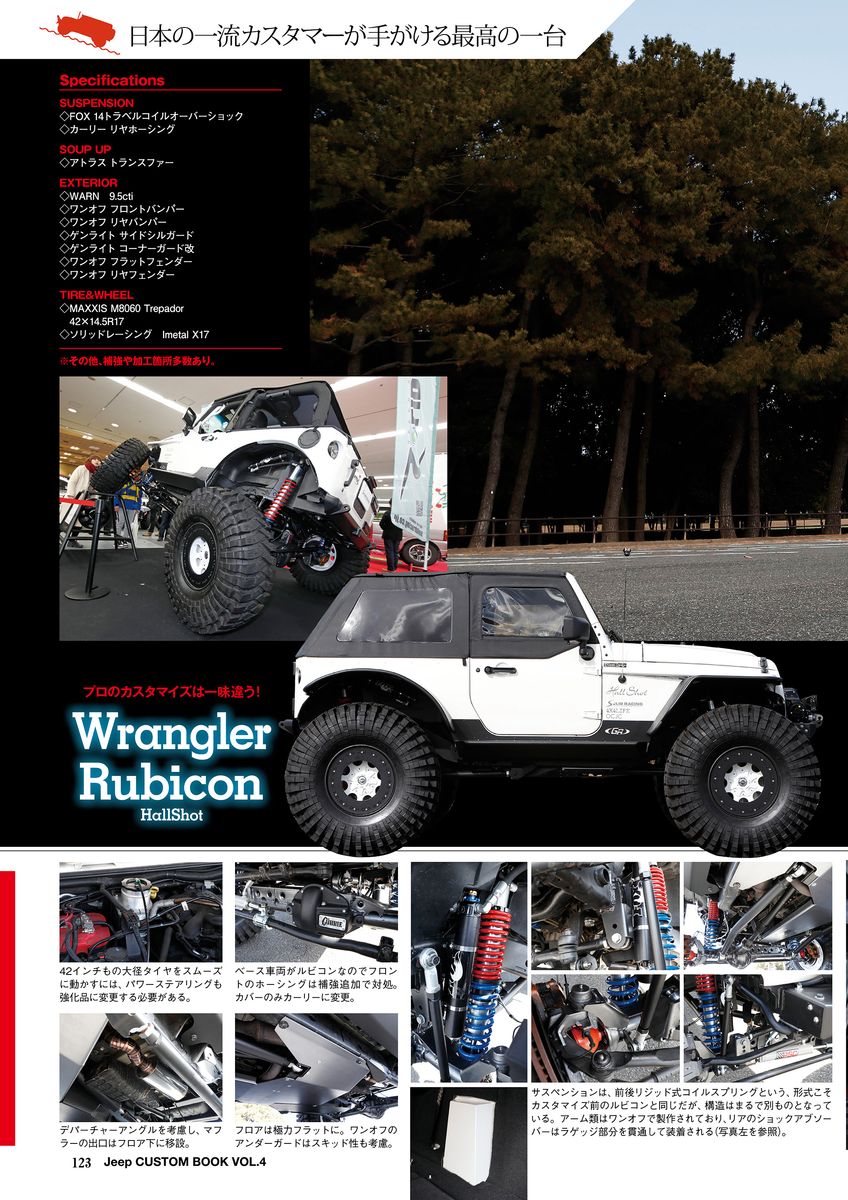 日本の一流カスタマーが手がける最高の一台
Specifications
SUSPENSION
◇FOX 14トラベルコイルオーバーショック
◇カーリー リヤホーシング
SOUP UP
◇アトラス トランスファー
EXTERIOR
◇WARN　9.5cti
◇ワンオフ フロントバンパー
◇ワンオフ リヤバンパー
◇ゲンライト サイドシルガード
◇ゲンライト コーナーガード改
◇ワンオフ フラットフェンダー
◇ワンオフ リヤフェンダー
TIRE&WHEEL
◇MAXXIS M8060 Trepador
42×14.5R17
◇ソリッドレーシング　Imetal X17
※その他、補強や加工箇所多数あり。
プロのカスタマイズは一味違う!
Wrangler
Rubicon
HallShot
Hall Shot
42インチもの大径タイヤをスムーズ
に動かすには、パワーステアリングも
強化品に変更する必要がある。
ベース車両がルビコンなのでフロン
トのホーシングは補強追加で対処。
カバーのみカーリーに変更。
デパーチャーアングルを考慮し、マフ
ラーの出口はフロア下に移設。
フロアは極力フラットに。ワンオフの
アンダーガードはスキッド性も考慮。
サスペンションは、前後リジッド式コイルスプリングという、形式こそ
カスタマイズ前のルビコンと同じだが、構造はまるで別ものとなって
いる。アーム類はワンオフで製作されており、リアのショックアブソー
バーはラゲッジ部分を貫通して装着される(写真左を参照)。
123 Jeep CUSTOM BOOK VOL.4